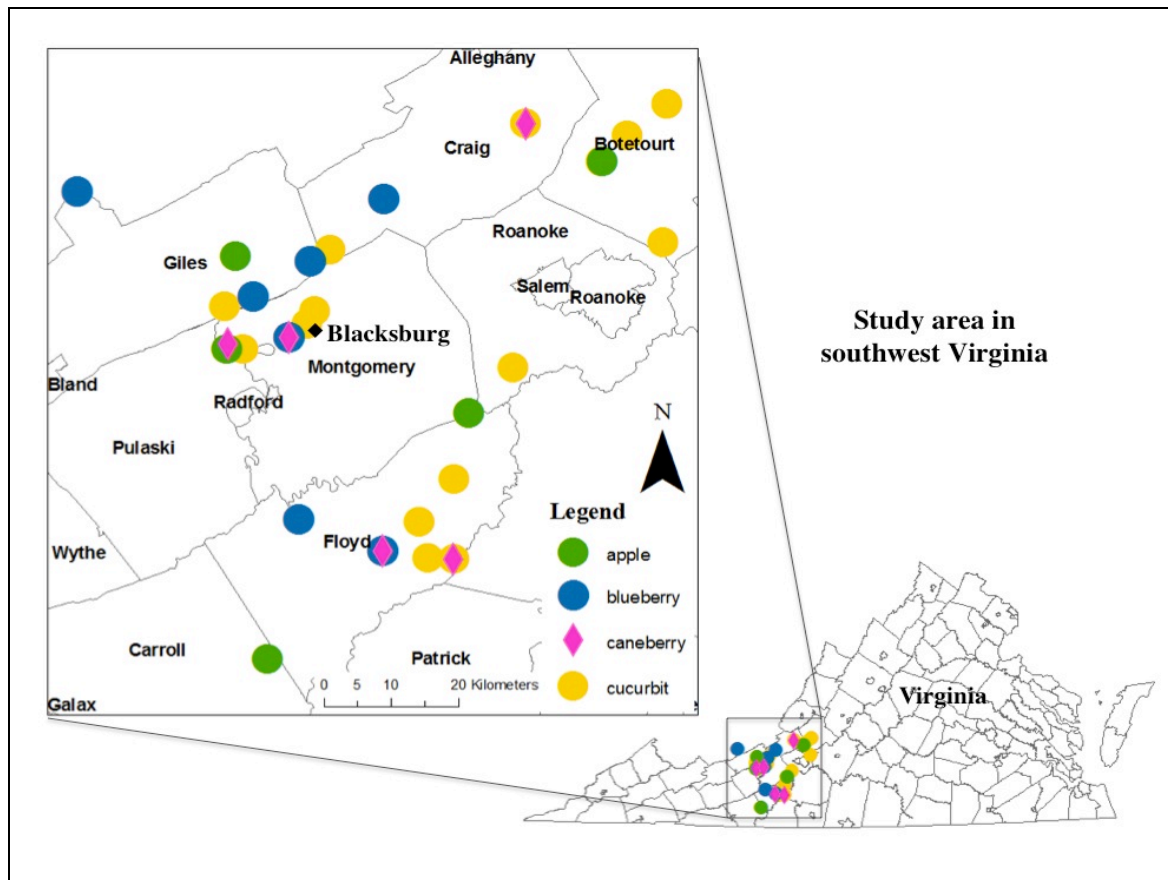 Alleghany
Craig
Botetourt
Roanoke
Giles
Salem
Roanoke
Blacksburg
Montgomery
Bland
Radford
Pulaski
Wythe
Floyd
Carroll
Patrick
Galax
0 5 10 20 Kilometers
N
Legend
apple
blueberry
caneberry
cucurbit
Study area in
southwest Virginia
Virginia